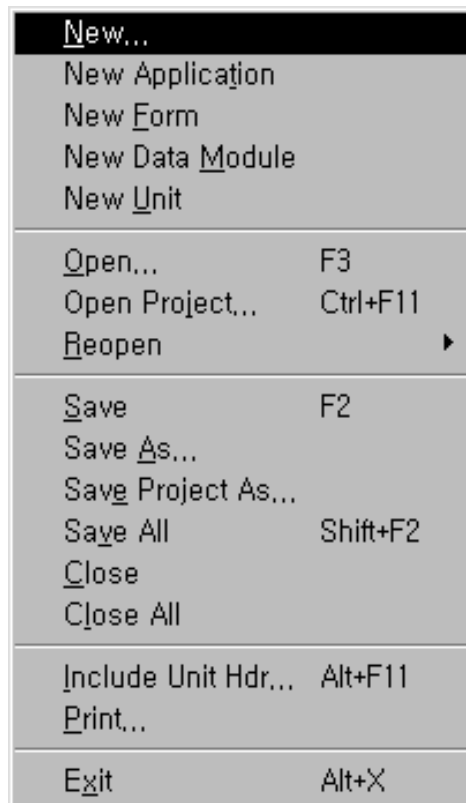 New...
New Application
New Form
New Data Module
New Unit
Open... F3
Open Project... Ctrl+F11
Reopen
Save F2
Save As...
Save Project As...
Save All Shift+F2
Close
Close All
Include Unit Hdr... Alt+F11
Print...
Exit Alt+X